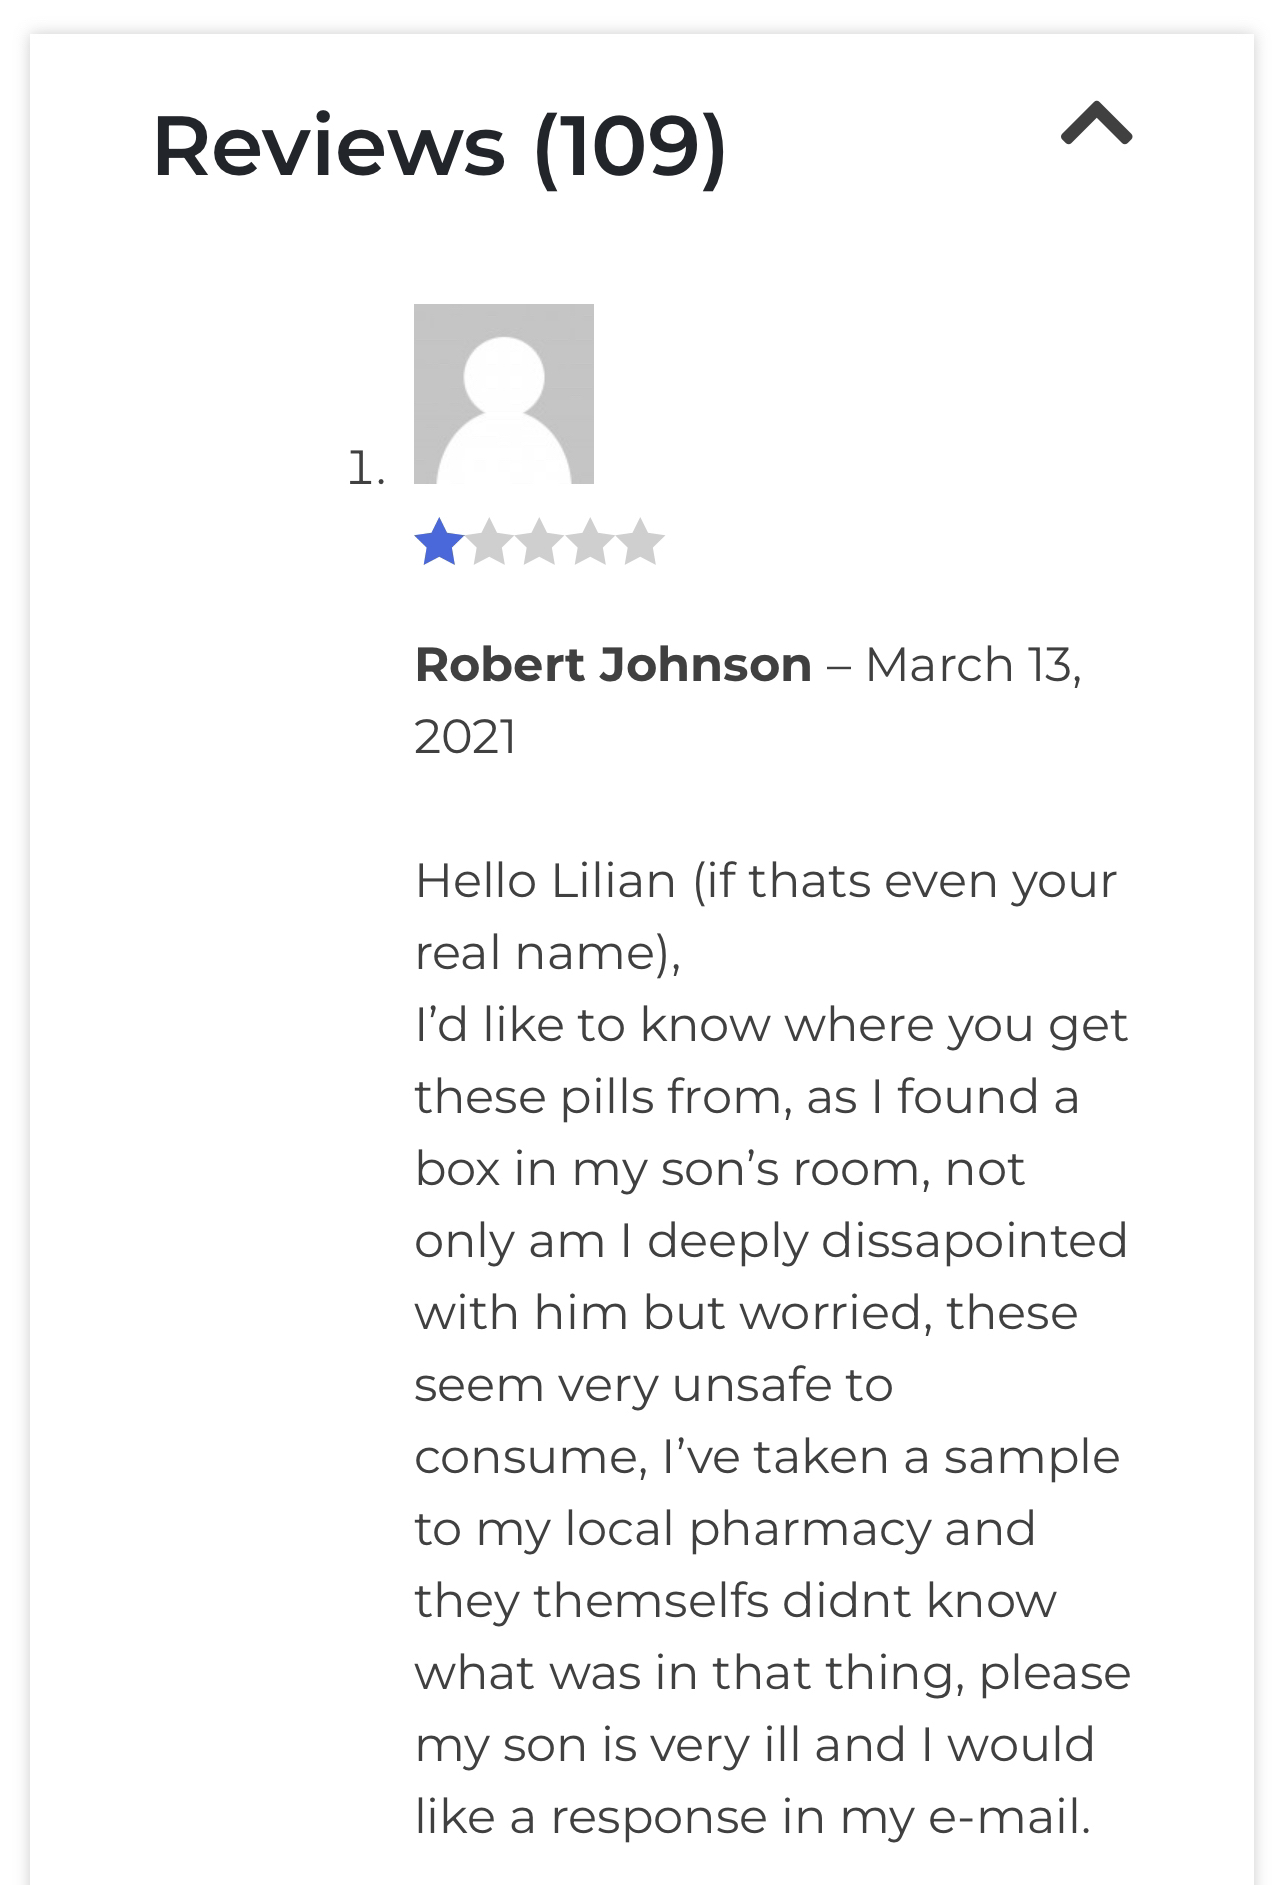 Reviews (109)
1.
Robert Johnson – March 13,
2021
Hello Lilian (if thats even your
real name),
I’d like to know where you get
these pills from, as I found a
box in my son’s room, not
only am I deeply dissapointed
with him but worried, these
seem very unsafe to
consume, I’ve taken a sample
to my local pharmacy and
they themselfs didnt know
what was in that thing, please
my son is very ill and I would
like a response in my e-mail.